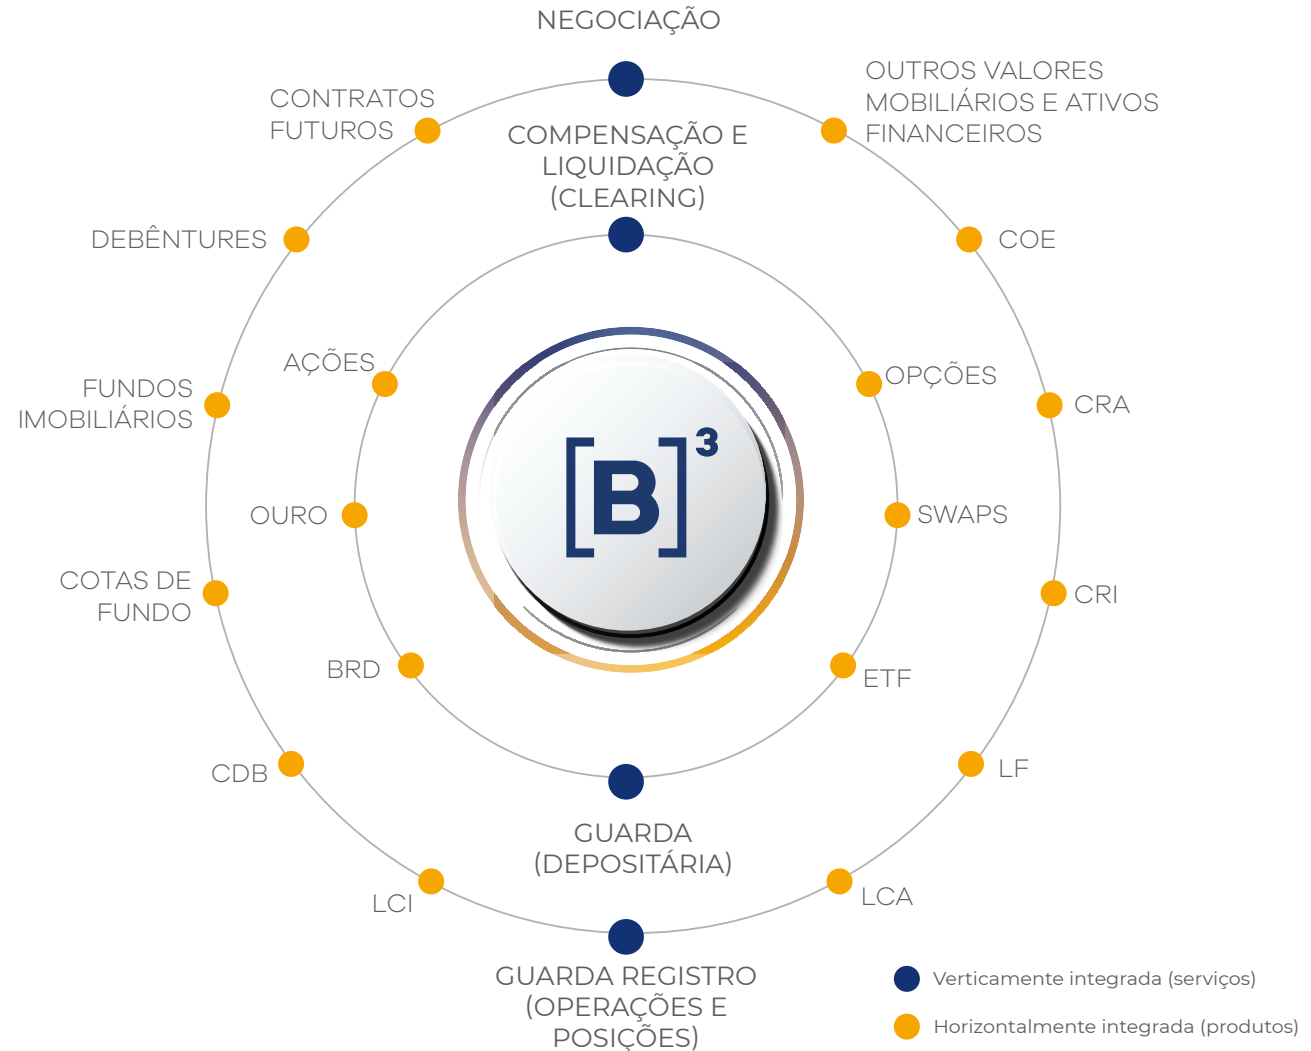 NEGOCIAÇÃO
CONTRATOS
FUTUROS
OUTROS VALORES
MOBILIÁRIOS E ATIVOS
FINANCEIROS
COMPENSAÇÃO E
LIQUIDAÇÃO
(CLEARING)
DEBÊNTURES
COE
AÇÕES
OPÇÕES
FUNDOS
IMOBILIÁRIOS
CRA
[B]³
OURO
SWAPS
COTAS DE
FUNDO
CRI
BRD
ETF
CDB
LF
GUARDA
(DEPOSITÁRIA)
LCI
LCA
GUARDA REGISTRO
(OPERAÇÕES E
POSIÇÕES)
Verticamente integrada (serviços)
Horizontalmente integrada (produtos)